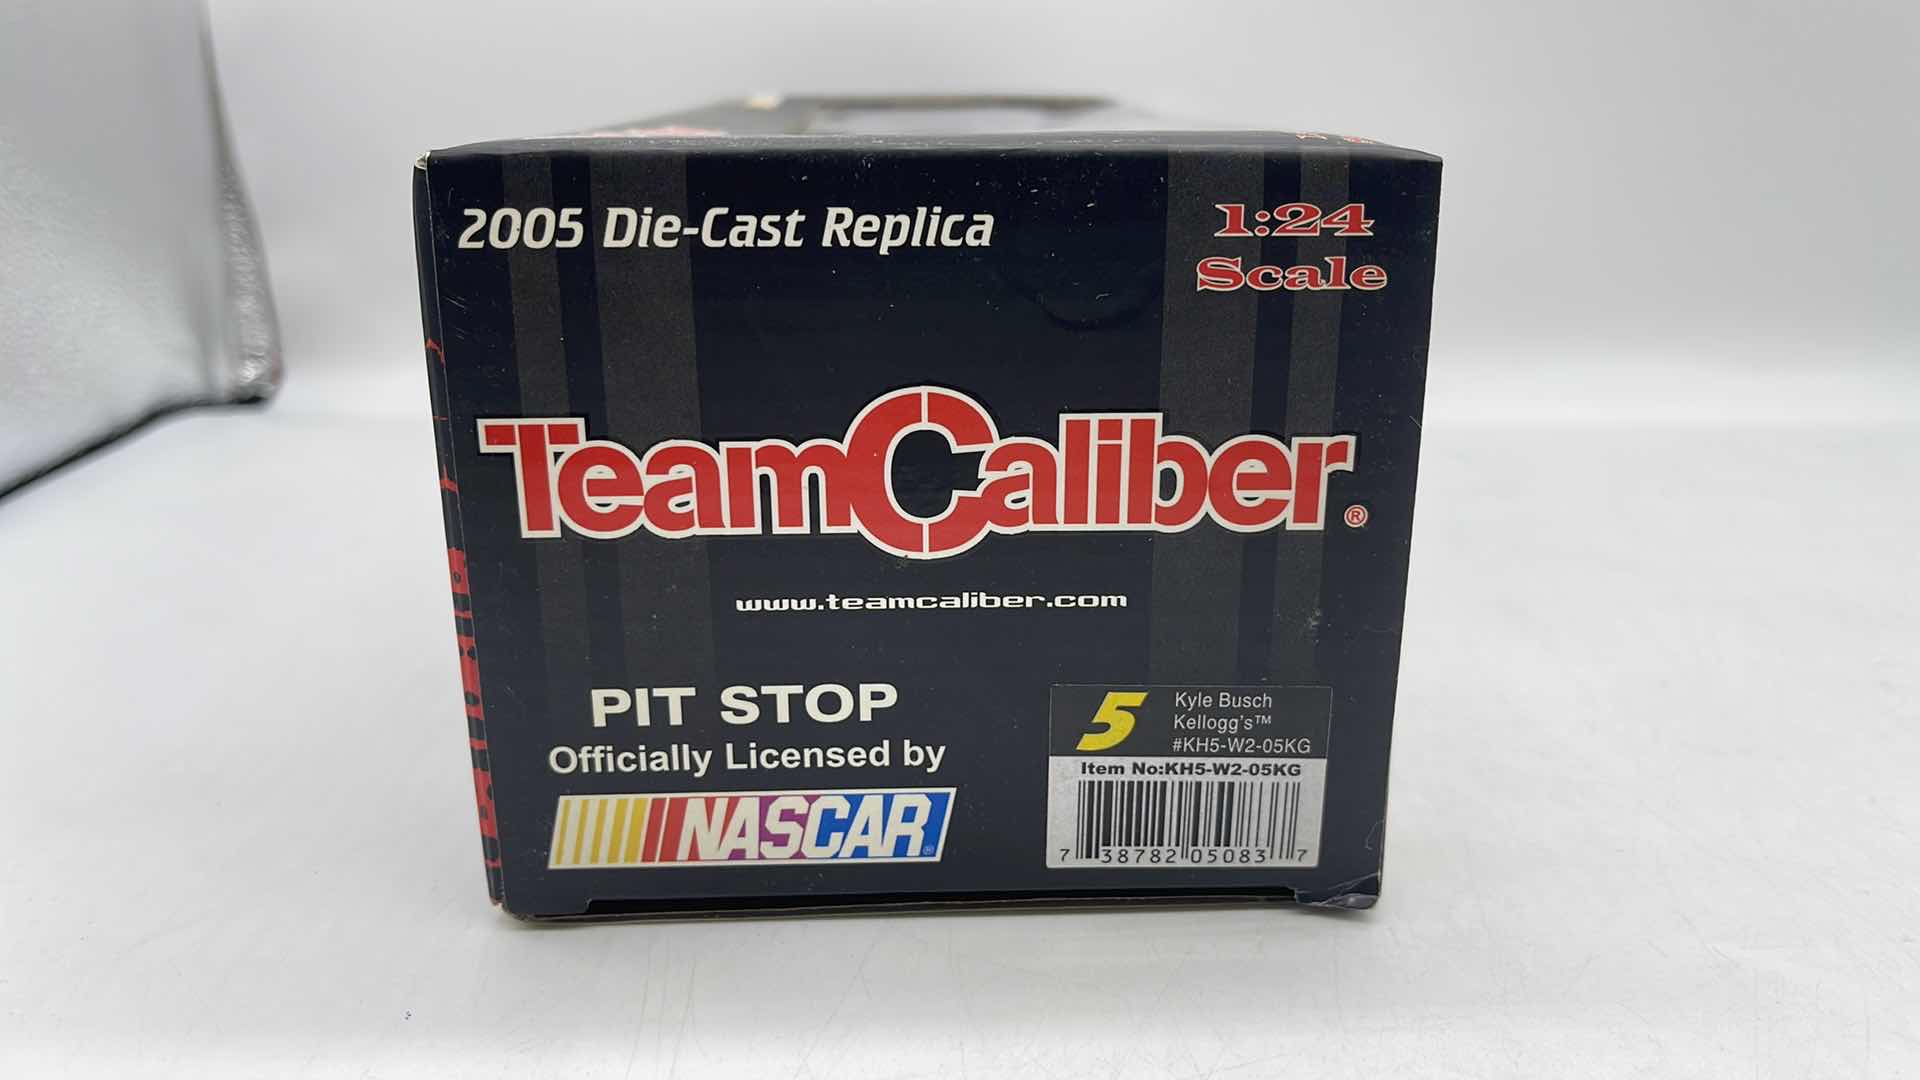 2005 Die-Cast Replica
1:24
Scale
TeamCaliber®
www.teamcaliber.com
PIT STOP
Officially Licensed by
NASCAR®
5
Kyle Busch
Kellogg's™
#KH5-W2-05KG
Item No:KH5-W2-05KG
7 38782 05083 7